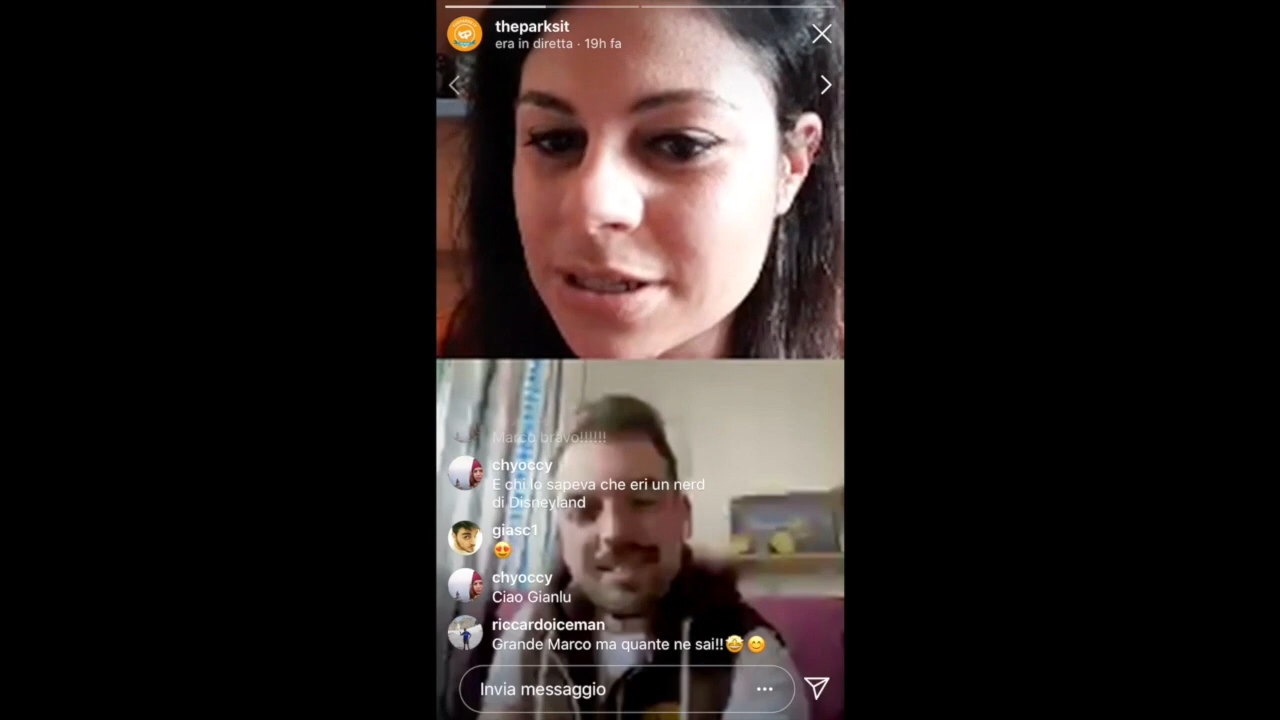 theparksit
era in diretta · 19h fa
Marco bravo!!!!!!
chyoccy
E chi lo sapeva che eri un nerd
di Disneyland
giasc1
😍
chyoccy
Ciao Gianlu
riccardoiceman
Grande Marco ma quante ne sai!!🤩😊
Invia messaggio